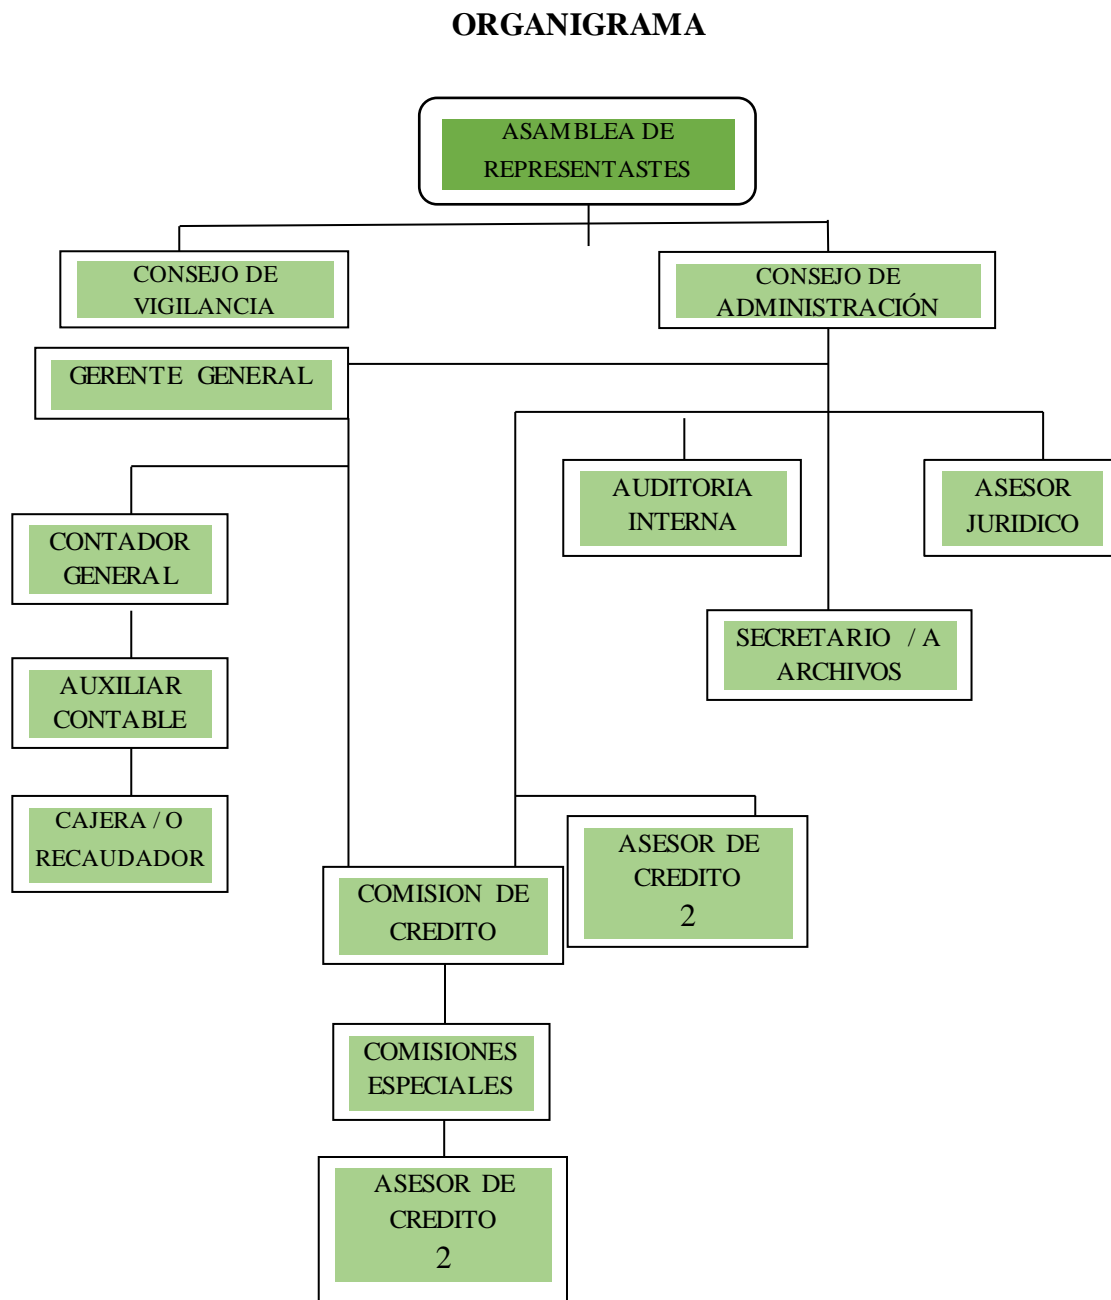 ORGANIGRAMA
ASAMBLEA DE
REPRESENTASTES
CONSEJO DE
VIGILANCIA
CONSEJO DE
ADMINISTRACIÓN
GERENTE GENERAL
AUDITORIA
INTERNA
ASESOR
JURIDICO
CONTADOR
GENERAL
SECRETARIO / A
ARCHIVOS
AUXILIAR
CONTABLE
CAJERA / O
RECAUDADOR
ASESOR DE
CREDITO
2
COMISION DE
CREDITO
COMISIONES
ESPECIALES
ASESOR DE
CREDITO
2